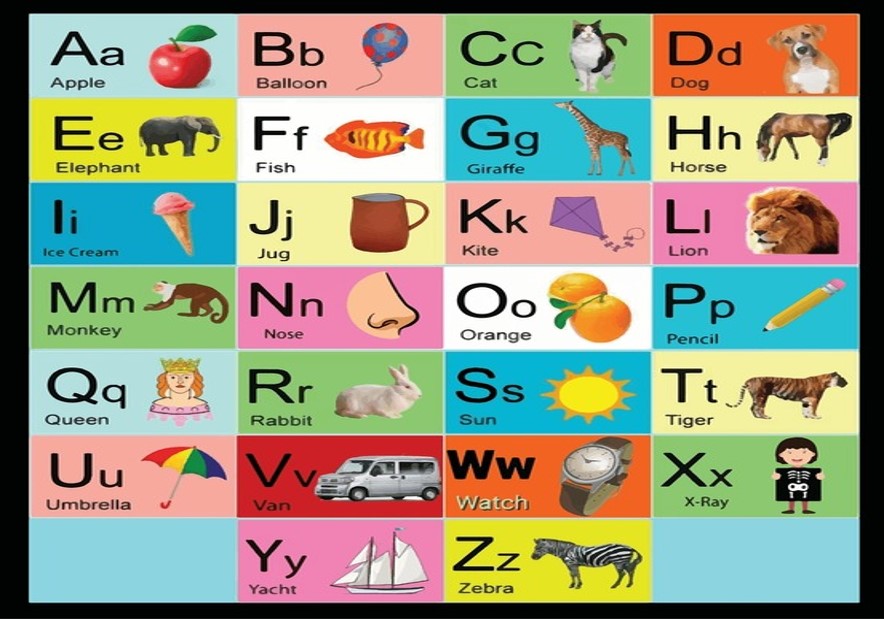 Aa
Apple
Bb
Balloon
Cc
Cat
Dd
Dog
Ee
Elephant
Ff
Fish
Gg
Giraffe
Hh
Horse
Ii
Ice Cream
Jj
Jug
Kk
Kite
Ll
Lion
Mm
Monkey
Nn
Nose
Oo
Orange
Pp
Pencil
Qq
Queen
Rr
Rabbit
Ss
Sun
Tt
Tiger
Uu
Umbrella
Vv
Van
Ww
Watch
Xx
X-Ray
Yy
Yacht
Zz
Zebra